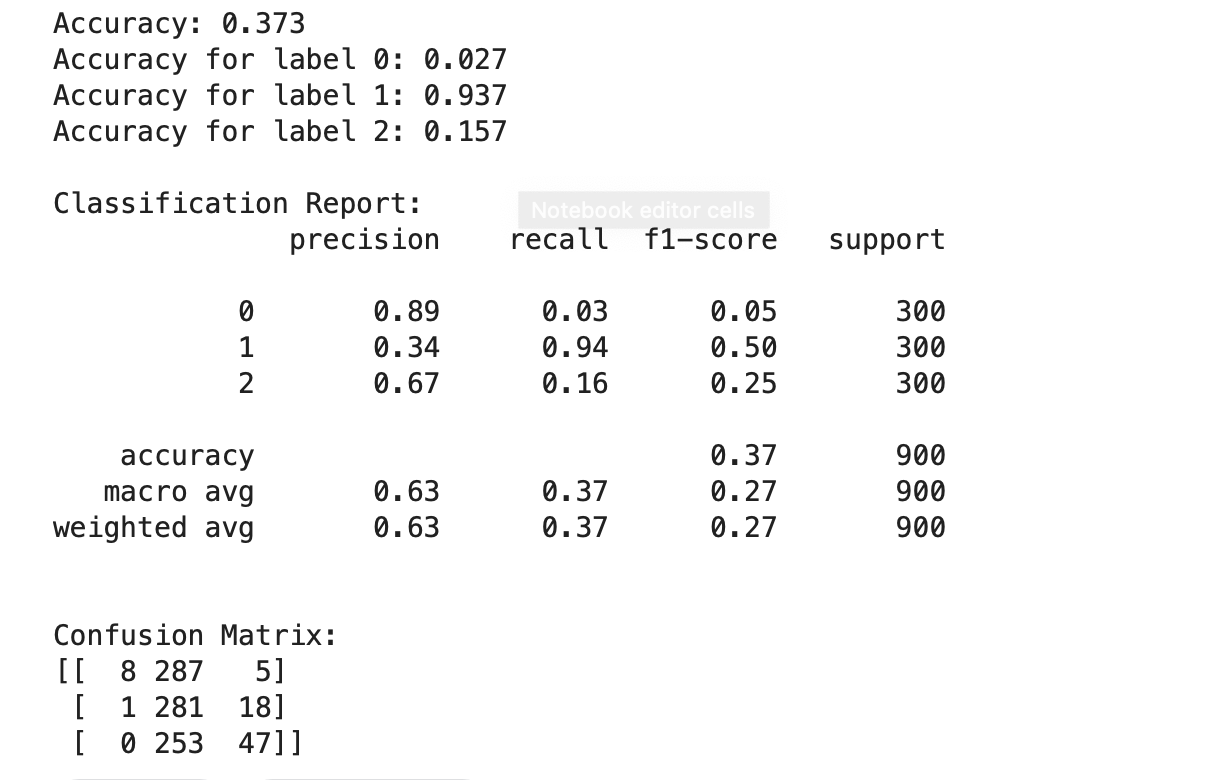 Accuracy: 0.373
Accuracy for label 0: 0.027
Accuracy for label 1: 0.937
Accuracy for label 2: 0.157
Classification Report:
Notebook editor cells
precision recall f1-score support
0 0.89 0.03 0.05 300
1 0.34 0.94 0.50 300
2 0.67 0.16 0.25 300
accuracy 0.37 900
macro avg 0.63 0.37 0.27 900
weighted avg 0.63 0.37 0.27 900
Confusion Matrix:
[[ 8 287 5]
[ 1 281 18]
[ 0 253 47]]